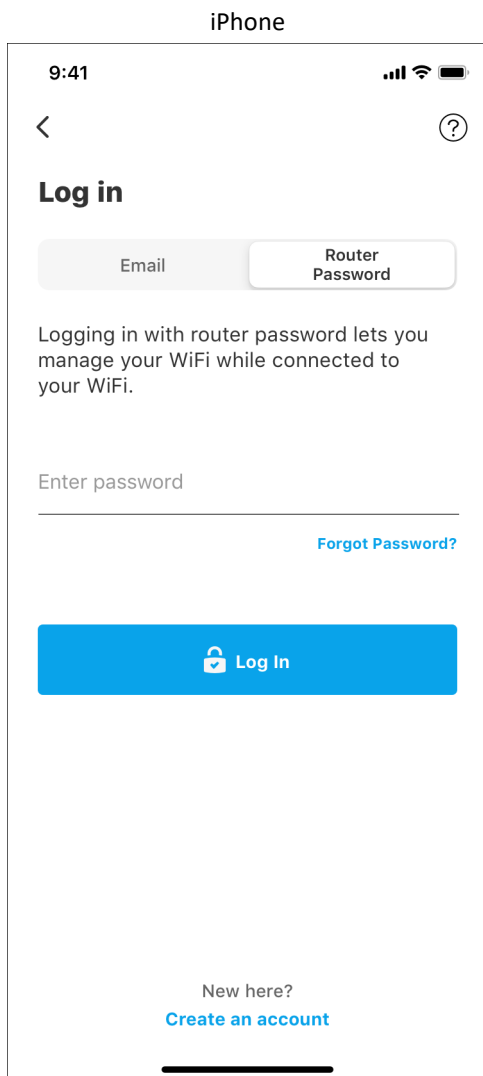 iPhone
9:41
?
Log in
Email
Router
Password
Logging in with router password lets you
manage your WiFi while connected to
your WiFi.
Enter password
Forgot Password?
Log In
New here?
Create an account